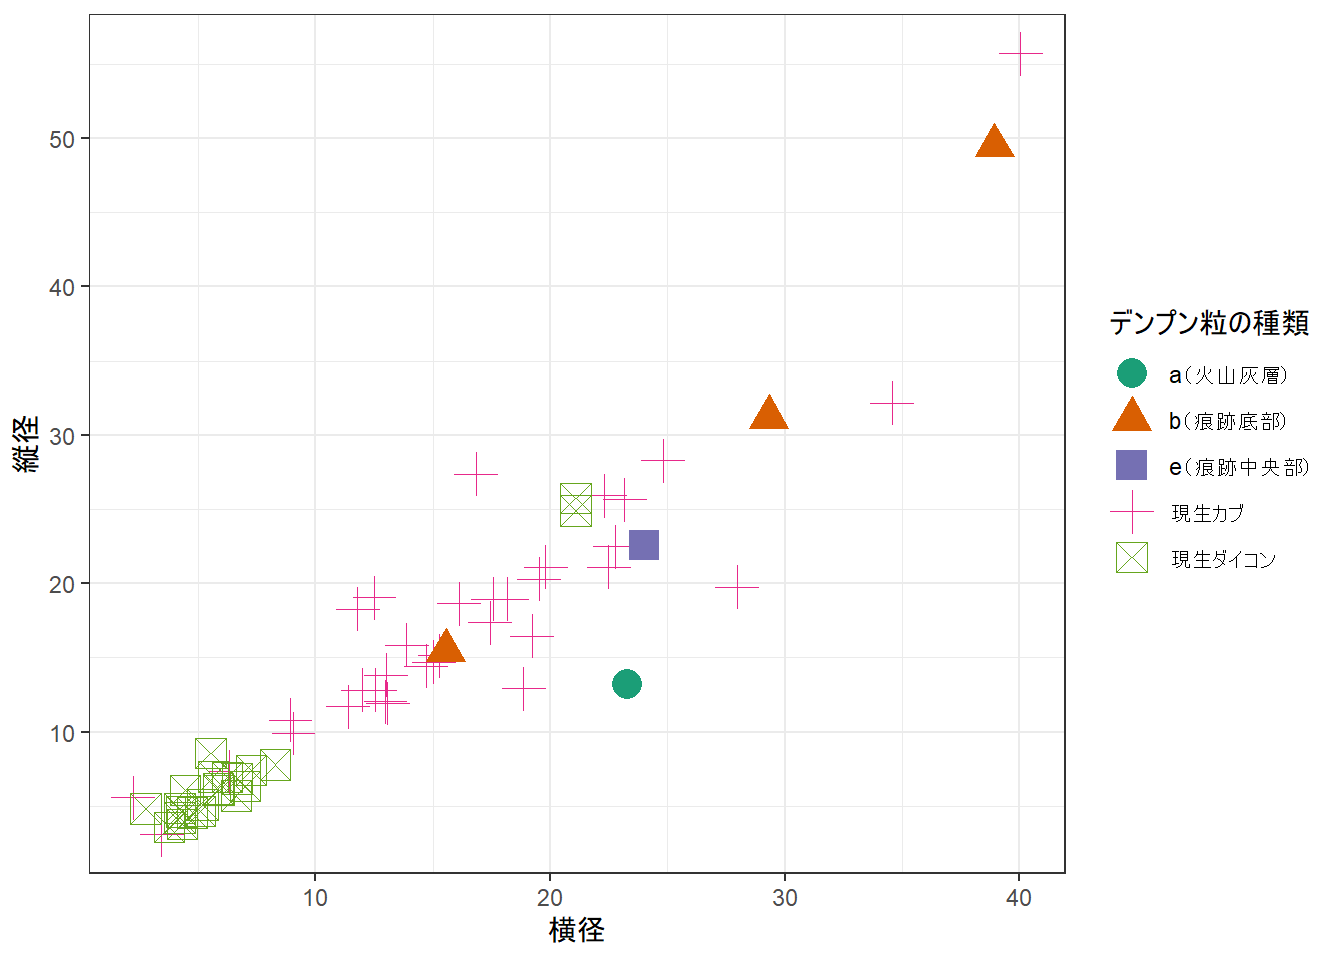 50
40
30
20
10
縦径
10 20 30 40
横径
デンプン粒の種類
a(火山灰層)
b(痕跡底部)
e(痕跡中央部)
現生カブ
現生ダイコン